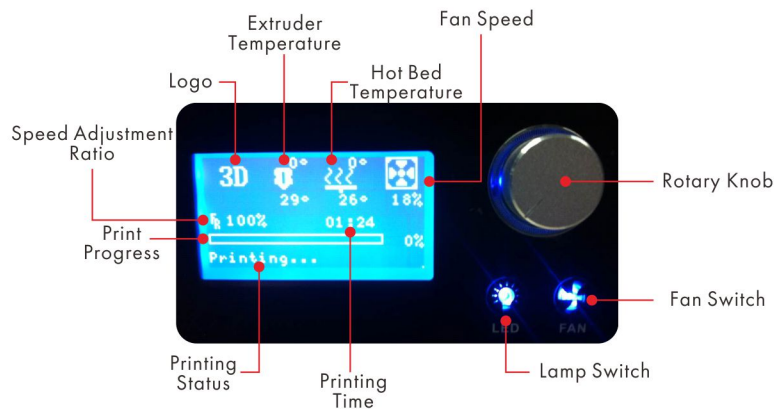 Extruder
Temperature
Fan Speed
Logo
Hot Bed
Temperature
Speed Adjustment
Ratio
3D
0°
0°
29°
26°
18%
FR 100%
01:24
0%
Printing...
Print
Progress
Rotary Knob
Fan Switch
LED
FAN
Printing
Status
Printing
Time
Lamp Switch